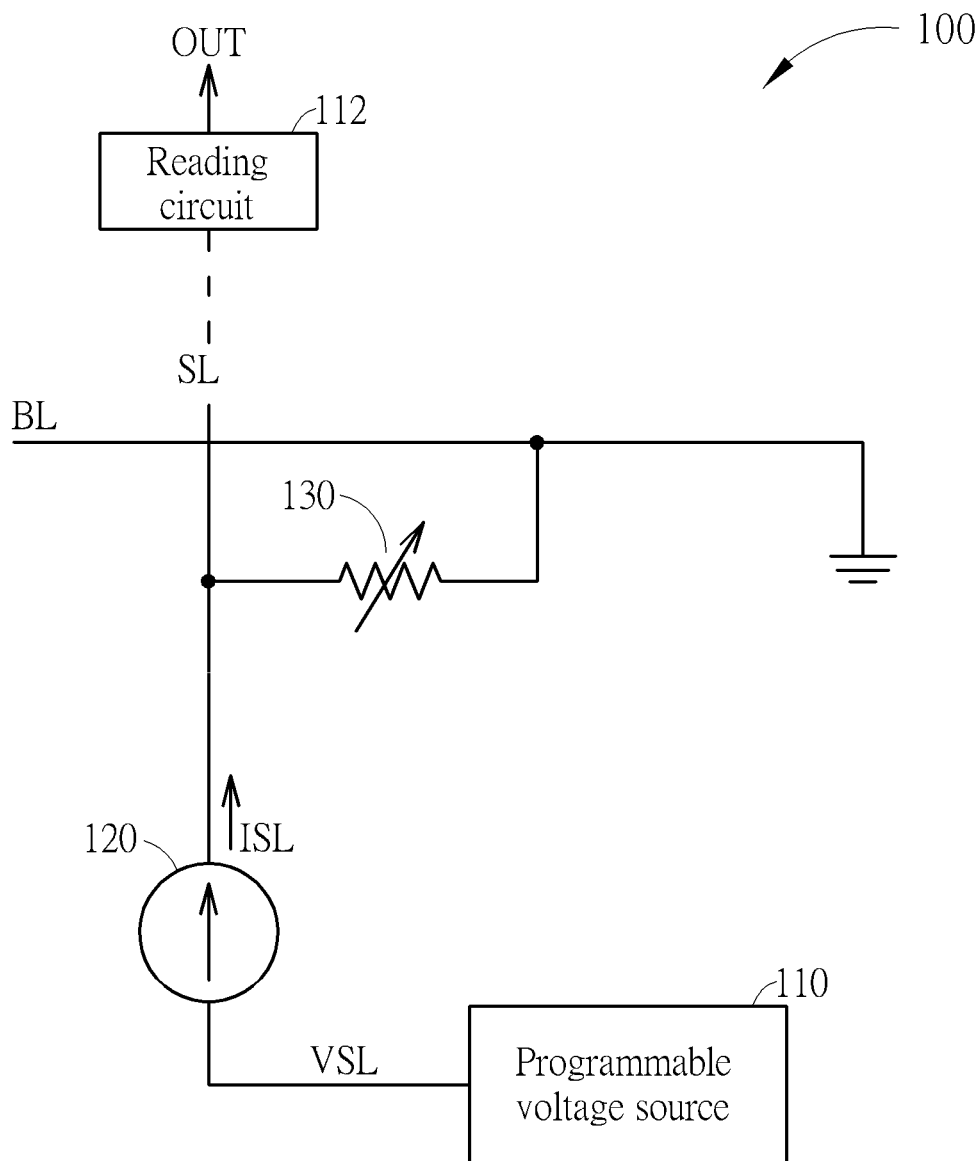 100
OUT
112
Reading
circuit
SL
BL
130
120
ISL
110
VSL
Programmable
voltage source